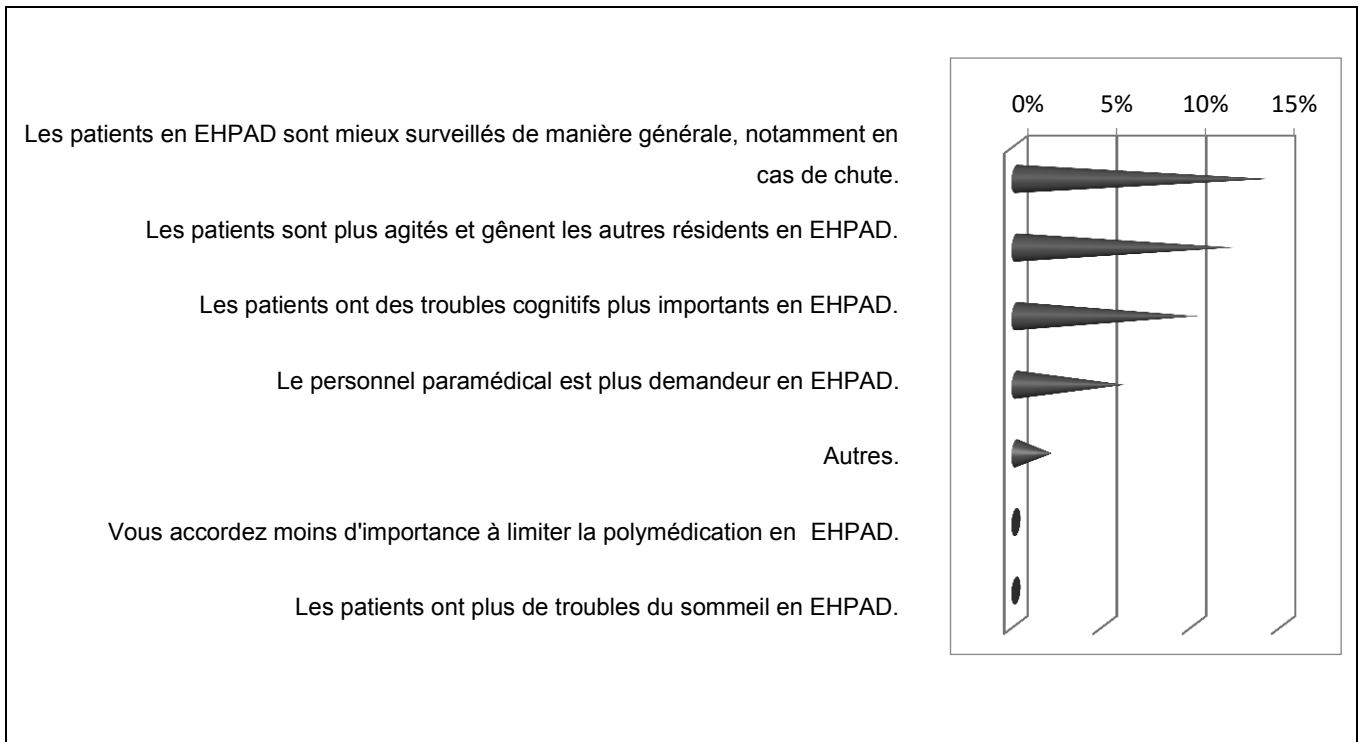 0% 5% 10% 15%
Les patients en EHPAD sont mieux surveillés de manière générale, notamment en
cas de chute.
Les patients sont plus agités et gênent les autres résidents en EHPAD.
Les patients ont des troubles cognitifs plus importants en EHPAD.
Le personnel paramédical est plus demandeur en EHPAD.
Autres.
Vous accordez moins d'importance à limiter la polymédication en  EHPAD.
Les patients ont plus de troubles du sommeil en EHPAD.